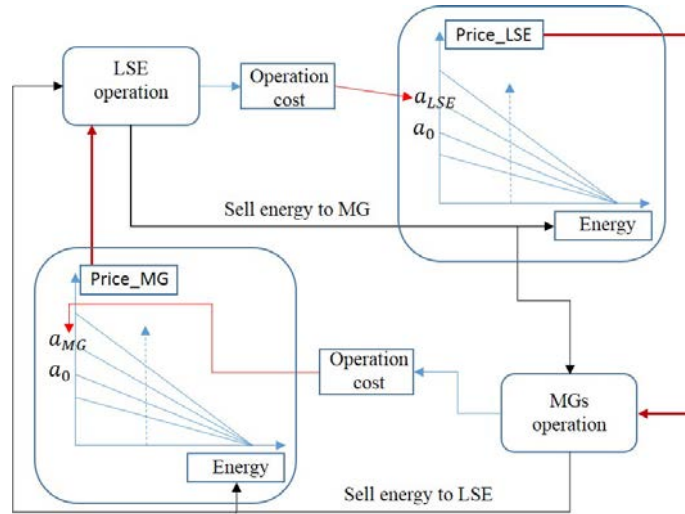 Price_LSE
LSE
operation
Operation
cost
a_LSE
a_0
Sell energy to MG
Energy
Price_MG
a_MG
a_0
Operation
cost
MGs
operation
Energy
Sell energy to LSE